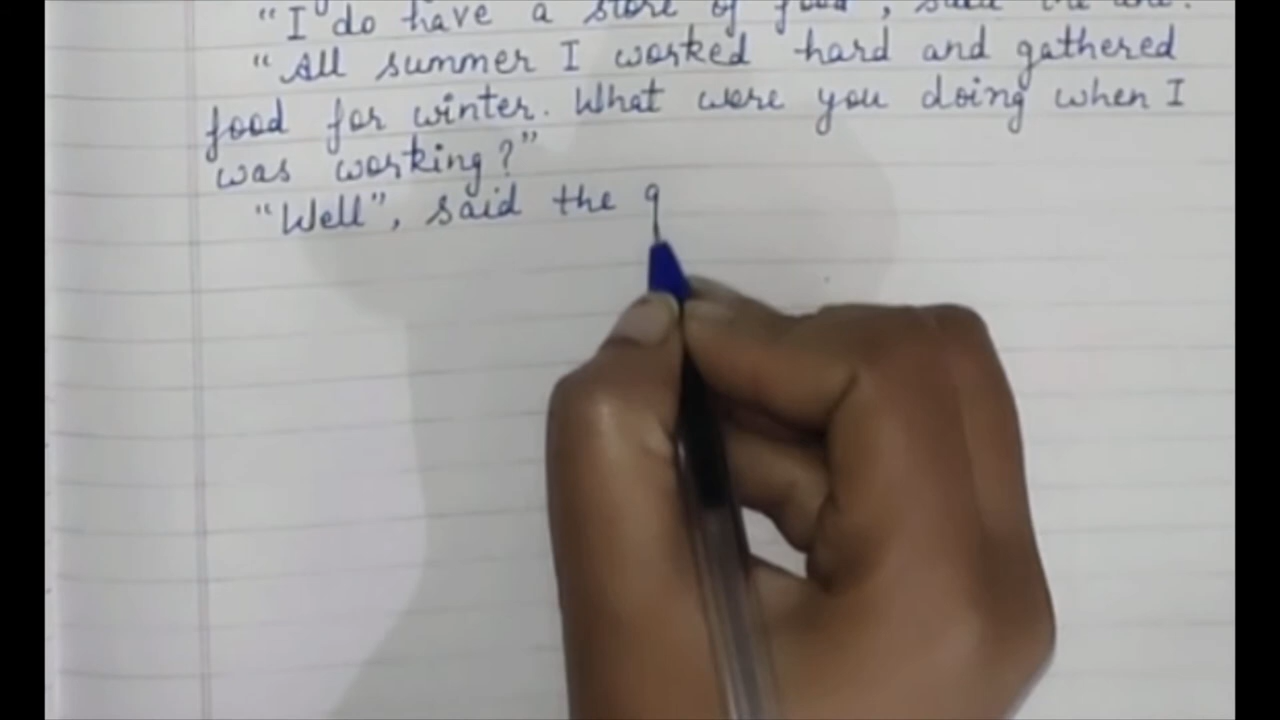 "I do have a store of food", said the ant.
"All summer I worked hard and gathered
food for winter. What were you doing when I
was working?"
"Well", said the g